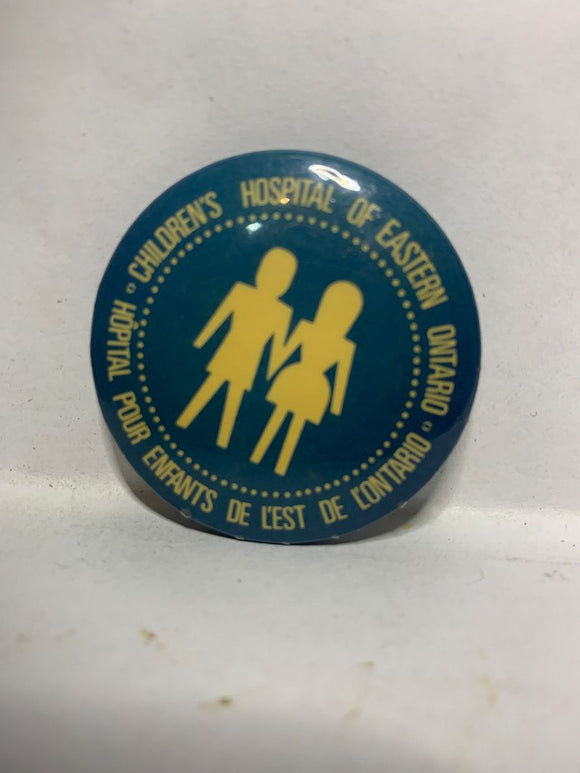 CHILDREN'S HOSPITAL OF EASTERN ONTARIO
HÔPITAL POUR ENFANTS DE L'EST DE L'ONTARIO